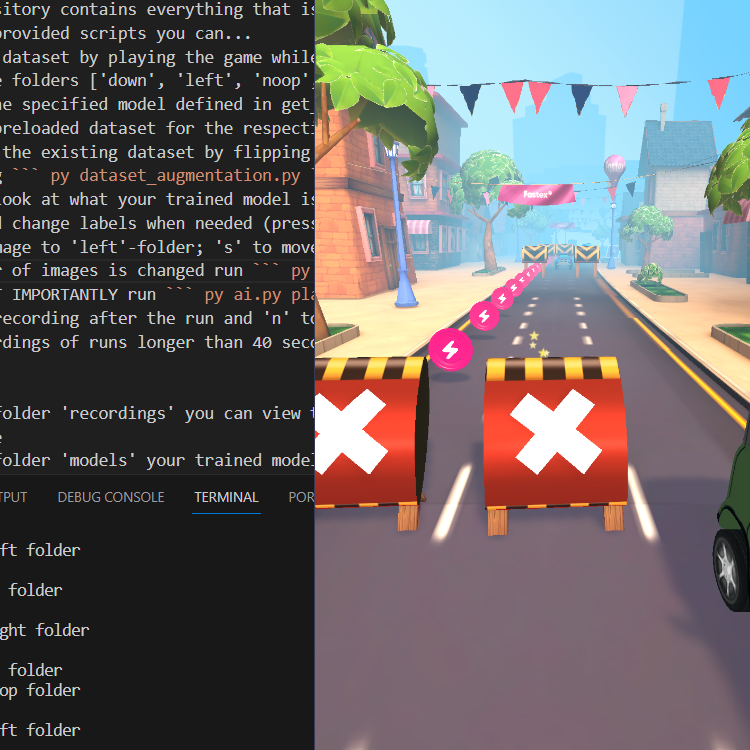 sitory contains everything that is
provided scripts you can...
dataset by playing the game while
e folders ['down', 'left', 'noop'
he specified model defined in get
preloaded dataset for the respecti
the existing dataset by flipping
g ``` py dataset_augmentation.py `
look at what your trained model is
d change labels when needed (press
mage to 'left'-folder; 's' to move
r of images is changed run ``` py
T IMPORTANTLY run ``` py ai.py pla
recording after the run and 'n' to
rdings of runs longer than 40 seco
folder 'recordings' you can view t
e
folder 'models' your trained model
TPUT DEBUG CONSOLE TERMINAL POR
ft folder
folder
ght folder
folder
op folder
ft folder
Fostex*